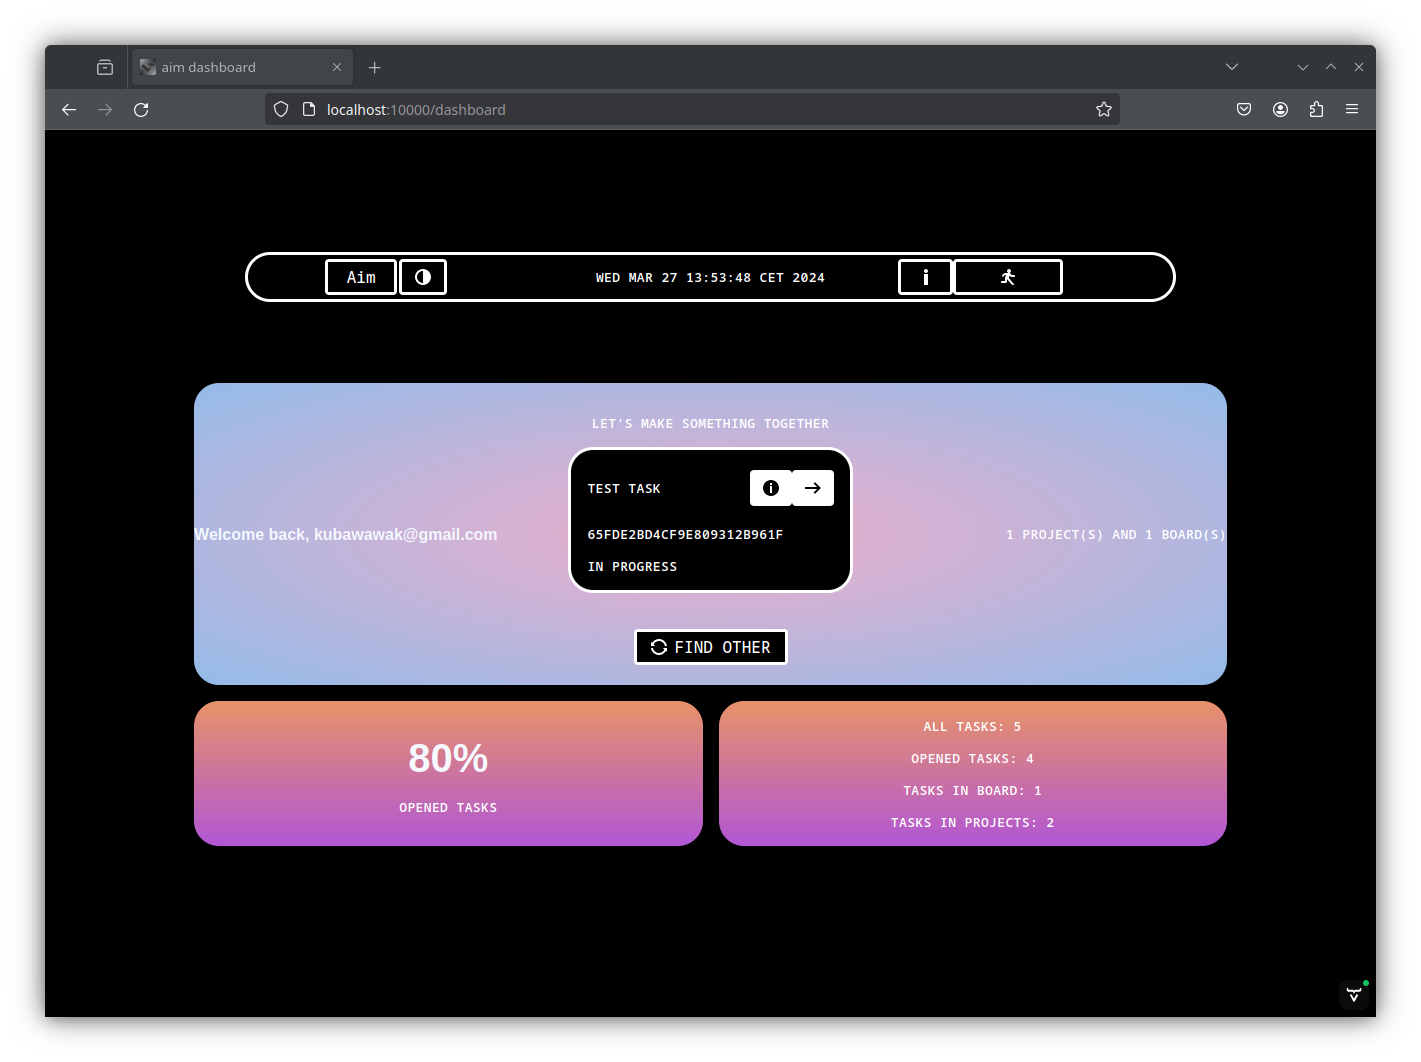 aim dashboard
localhost:10000/dashboard
Aim
WED MAR 27 13:53:48 CET 2024
LET'S MAKE SOMETHING TOGETHER
TEST TASK
Welcome back, kubawawak@gmail.com
65FDE2BD4CF9E809312B961F
1 PROJECT(S) AND 1 BOARD(S)
IN PROGRESS
FIND OTHER
80%
OPENED TASKS
ALL TASKS: 5
OPENED TASKS: 4
TASKS IN BOARD: 1
TASKS IN PROJECTS: 2